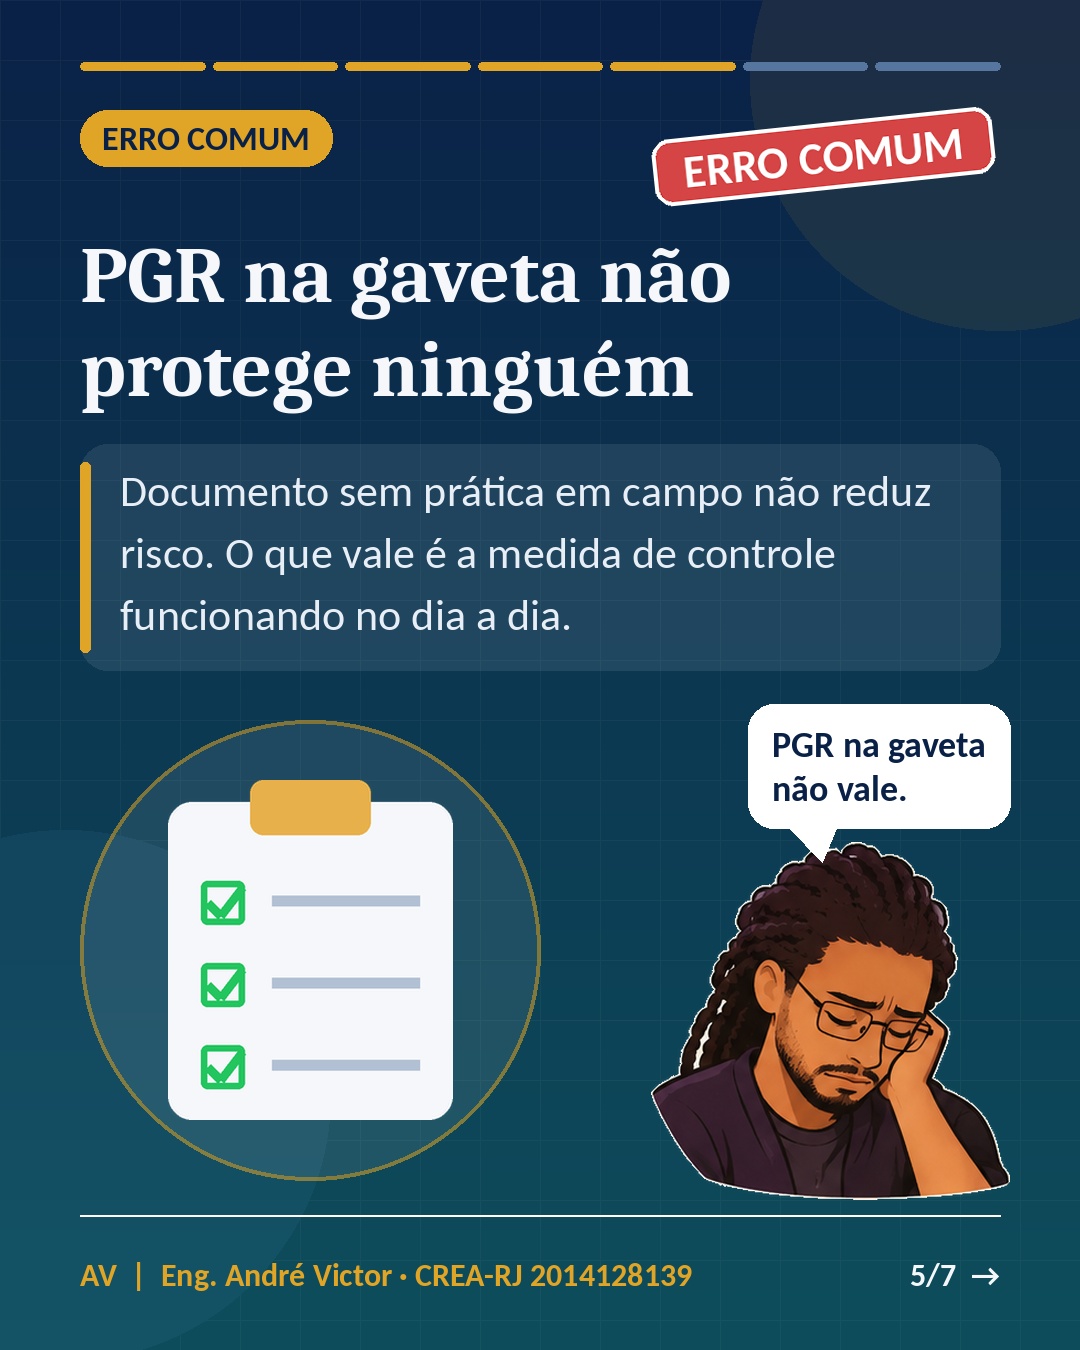 ERRO COMUM
ERRO COMUM
PGR na gaveta não
protege ninguém
Documento sem prática em campo não reduz
risco. O que vale é a medida de controle
funcionando no dia a dia.
PGR na gaveta
não vale.
AV | Eng. André Victor · CREA-RJ 2014128139
5/7 →